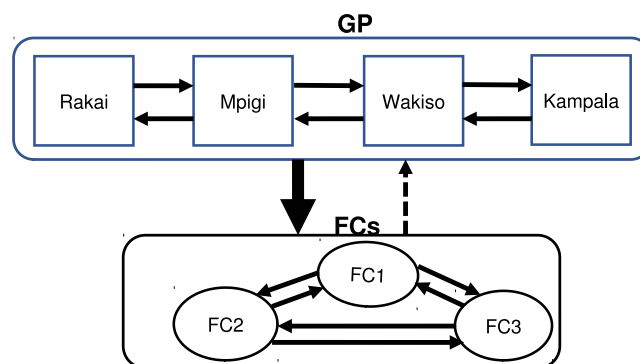 GP
Rakai
Mpigi
Wakiso
Kampala
FCs
FC1
FC2
FC3